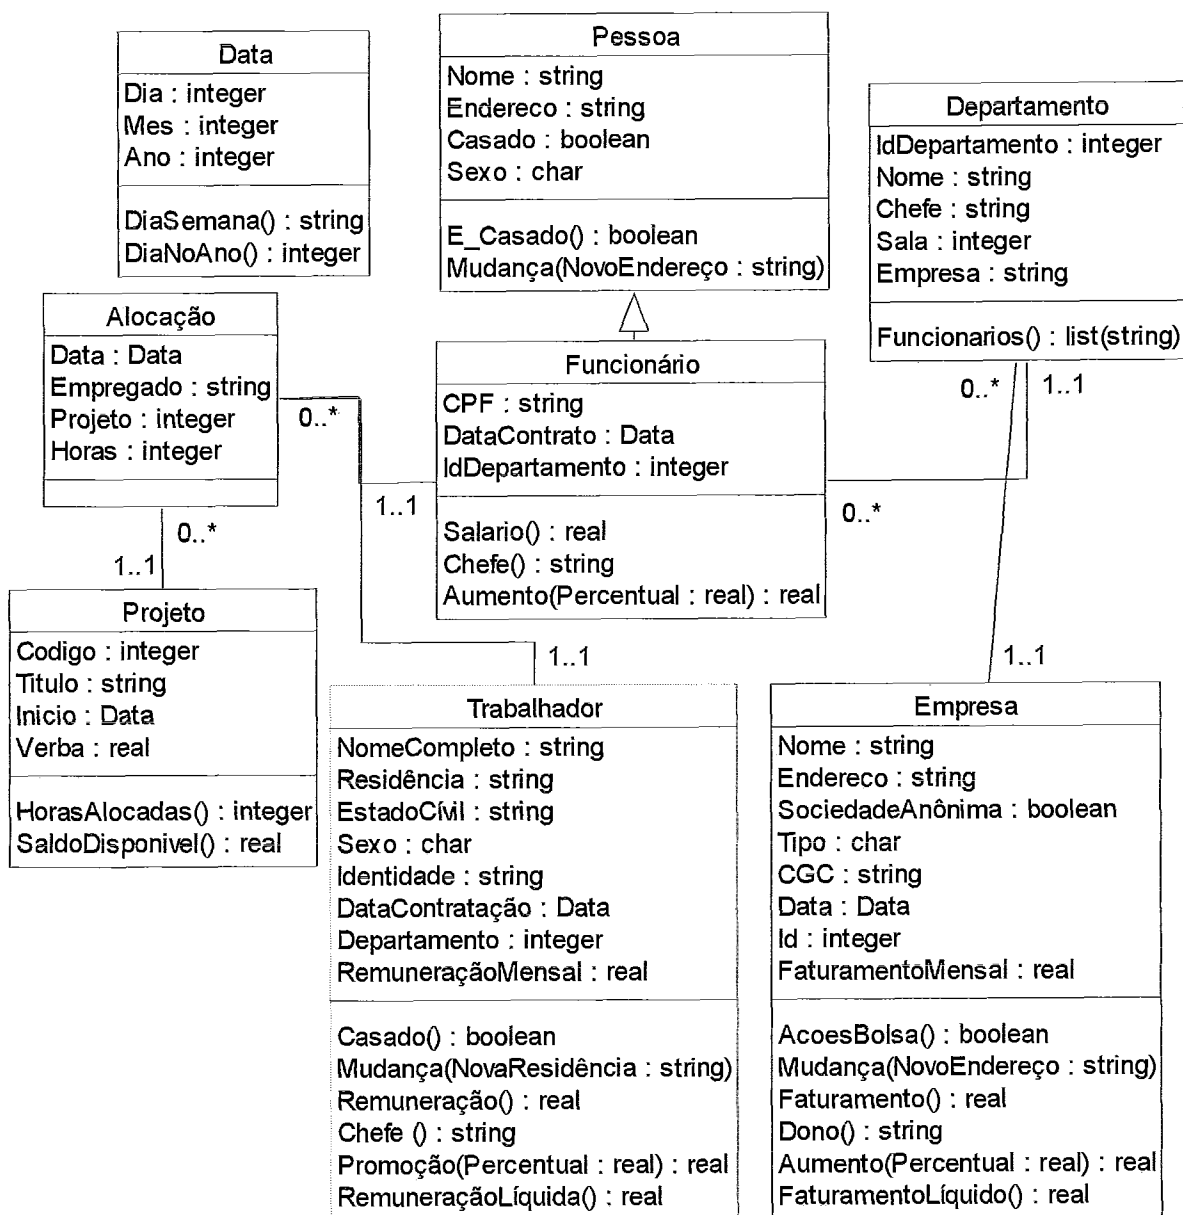 Data
Dia : integer
Mes : integer
Ano : integer
DiaSemana() : string
DiaNoAno() : integer
Pessoa
Nome : string
Endereco : string
Casado : boolean
Sexo : char
E_Casado() : boolean
Mudança(NovoEndereço : string)
Departamento
IdDepartamento : integer
Nome : string
Chefe : string
Sala : integer
Empresa : string
Funcionarios() : list(string)
Alocação
Data : Data
Empregado : string
Projeto : integer
Horas : integer
Funcionário
CPF : string
DataContrato : Data
IdDepartamento : integer
Salario() : real
Chefe() : string
Aumento(Percentual : real) : real
0..*
1..1
0..*
1..1
0..*
0..*
1..1
1..1
1..1
Projeto
Codigo : integer
Titulo : string
Inicio : Data
Verba : real
HorasAlocadas() : integer
SaldoDisponivel() : real
Trabalhador
NomeCompleto : string
Residência : string
EstadoCívil : string
Sexo : char
Identidade : string
DataContratação : Data
Departamento : integer
RemuneraçãoMensal : real
Casado() : boolean
Mudança(NovaResidência : string)
Remuneração() : real
Chefe () : string
Promoção(Percentual : real) : real
RemuneraçãoLíquida() : real
Empresa
Nome : string
Endereco : string
SociedadeAnônima : boolean
Tipo : char
CGC : string
Data : Data
Id : integer
FaturamentoMensal : real
AcoesBolsa() : boolean
Mudança(NovoEndereço : string)
Faturamento() : real
Dono() : string
Aumento(Percentual : real) : real
FaturamentoLíquido() : real